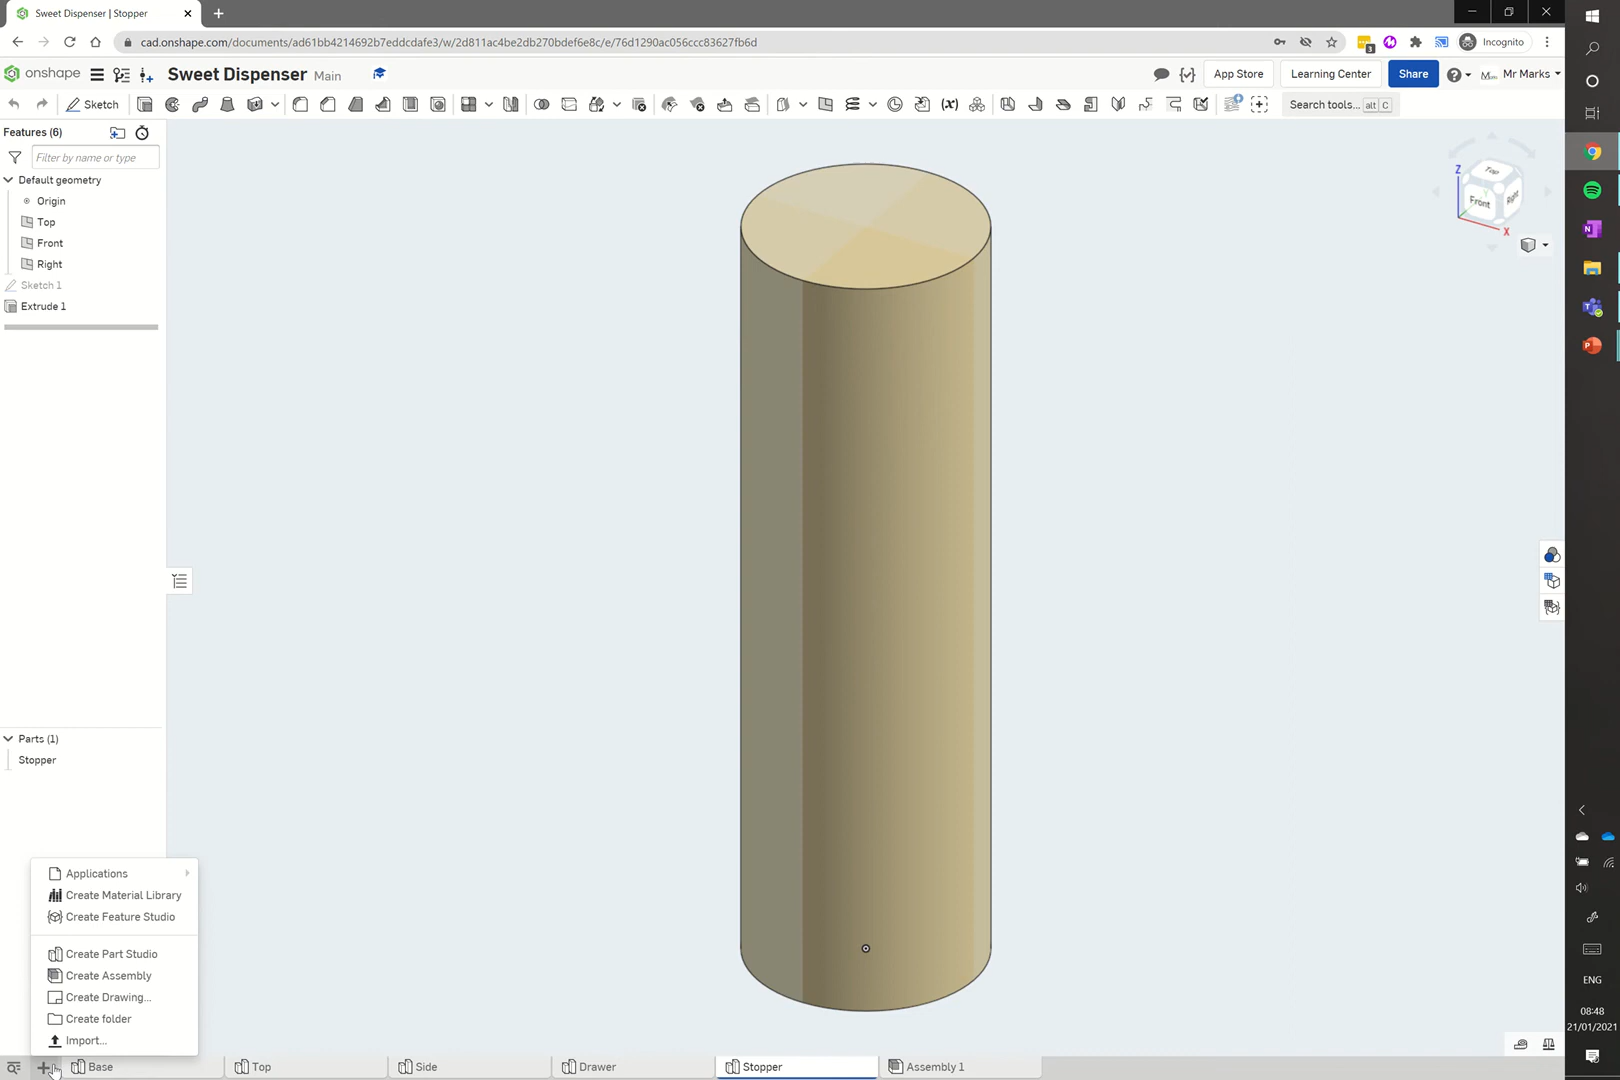 Sweet Dispenser | Stopper
cad.onshape.com/documents/ad61bb4214692b7eddcdafe3/w/2d811ac4be2db270bdef6e8c/e/76d1290ac056ccc83627fb6d
3
Incognito
onshape
Sweet Dispenser
Main
App Store
Learning Center
Share
Mr Marks
Sketch
(x)
Search tools... alt C
Features (6)
Filter by name or type
Default geometry
Origin
Top
Front
Right
Sketch 1
Extrude 1
Z
Top
Front
Right
X
Parts (1)
Stopper
Applications
Create Material Library
Create Feature Studio
Create Part Studio
Create Assembly
Create Drawing...
Create folder
Import...
Base
Top
Side
Drawer
Stopper
Assembly 1
ENG
08:48
21/01/2021